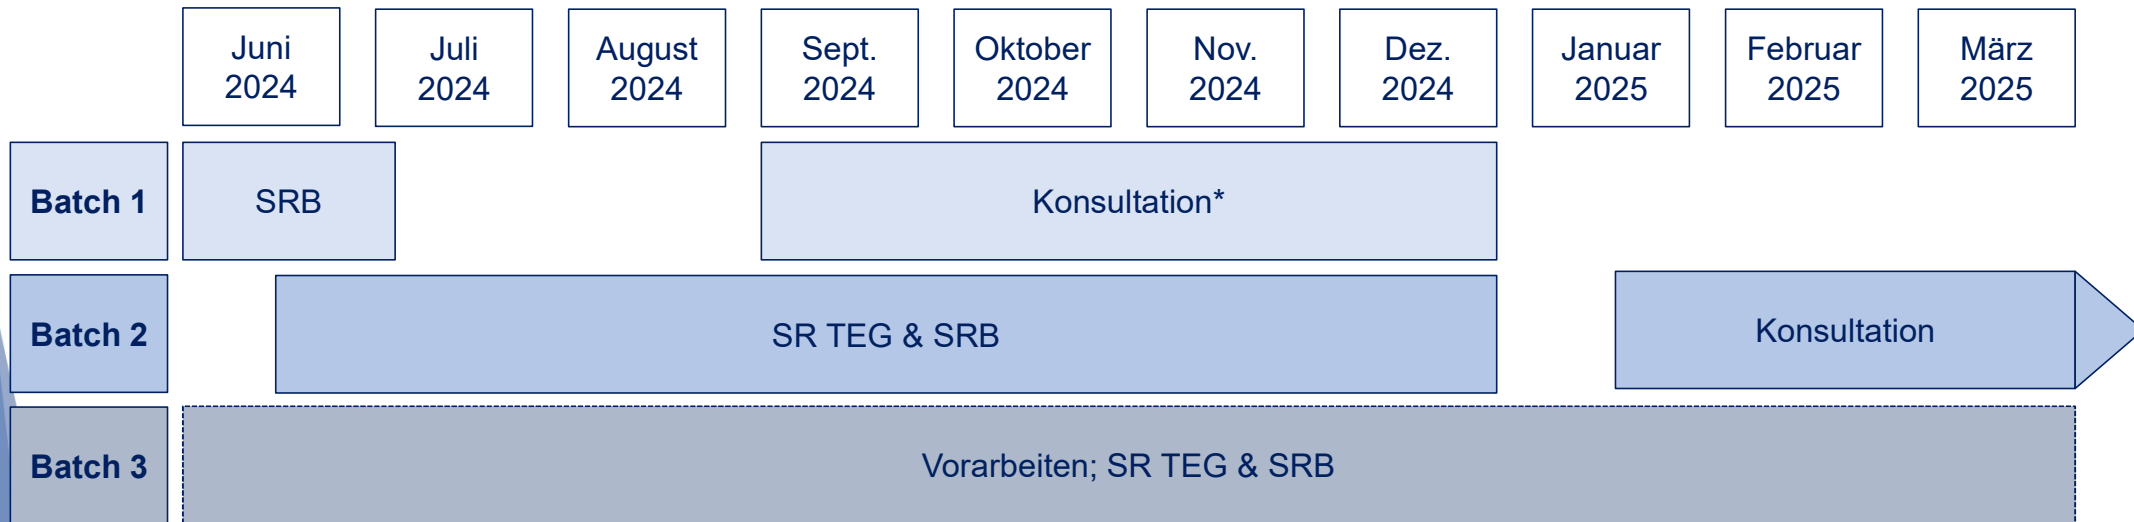 Juni
2024
Juli
2024
August
2024
Sept.
2024
Oktober
2024
Nov.
2024
Dez.
2024
Januar
2025
Februar
2025
März
2025
Batch 1
SRB
Konsultation*
Batch 2
SR TEG & SRB
Konsultation
Batch 3
Vorarbeiten; SR TEG & SRB